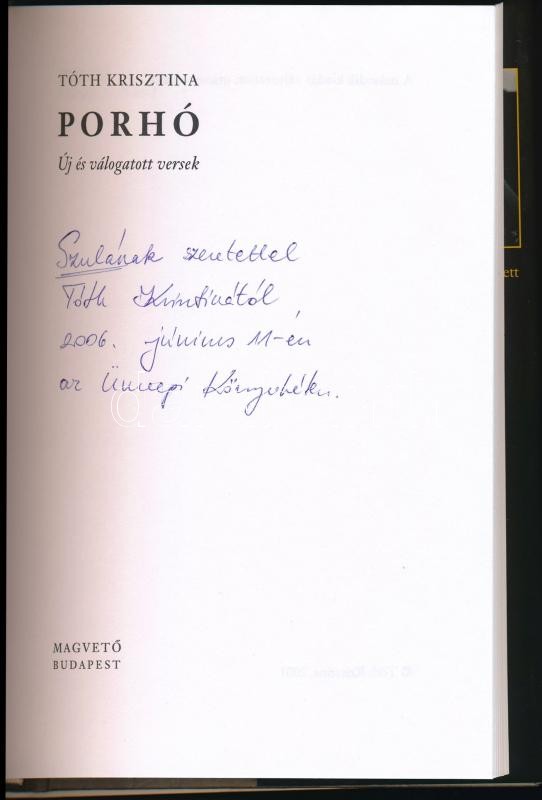 TÓTH KRISZTINA
PORHÓ
Új és válogatott versek
Szulának szeretettel
Tóth Krisztinától
2006. június 11-én
az Ünnepi Könyvhéten.
MAGVETŐ
BUDAPEST
ett